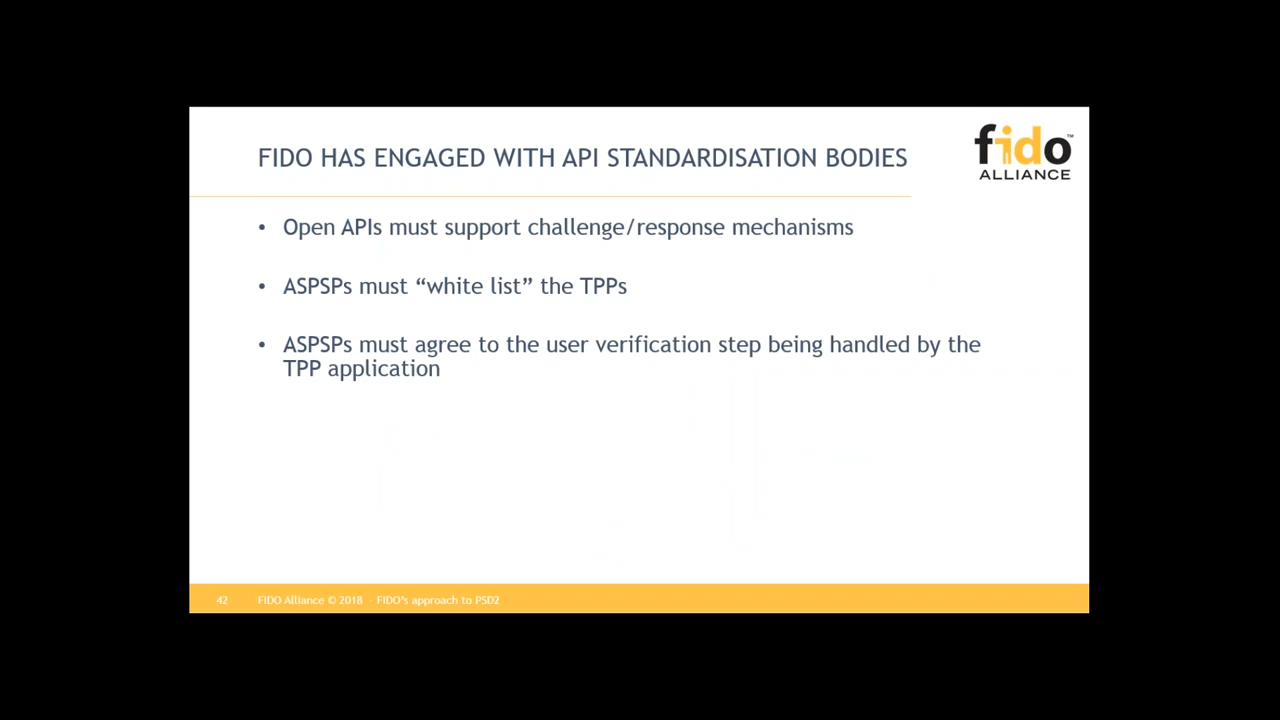 FIDO HAS ENGAGED WITH API STANDARDISATION BODIES
fido™
ALLIANCE
• Open APIs must support challenge/response mechanisms
• ASPSPs must “white list” the TPPs
• ASPSPs must agree to the user verification step being handled by the
TPP application
42 FIDO Alliance © 2018 - FIDO's approach to PSD2